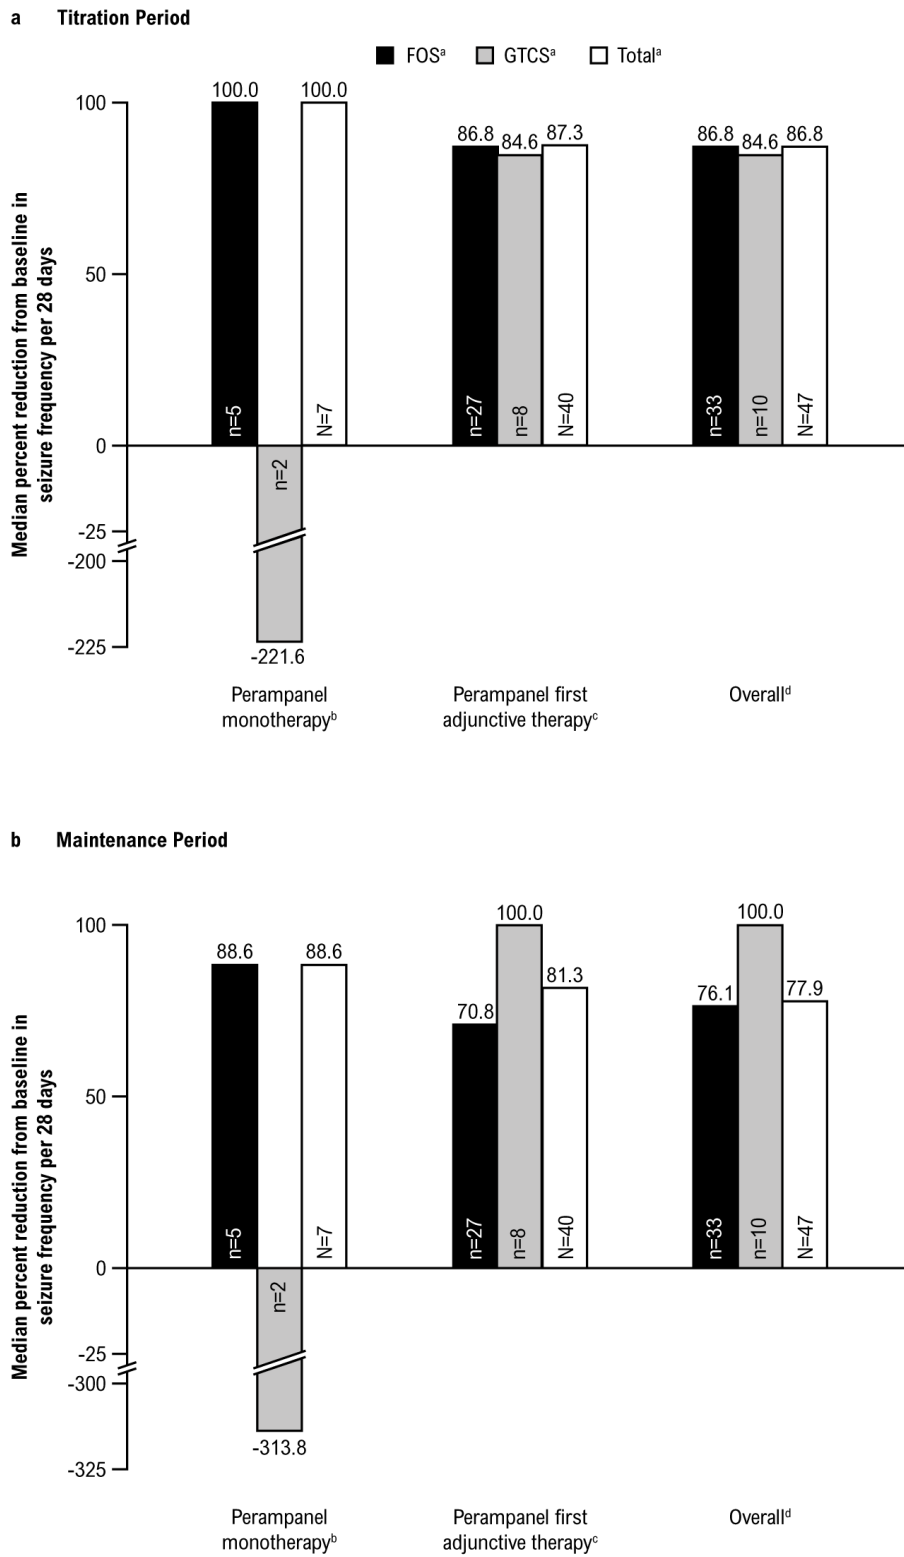 a Titration Period
FOSa GTCSa Totala
Median percent reduction from baseline in
seizure frequency per 28 days
100
50
0
-25
-200
-225
100.0
100.0
86.8
84.6
87.3
86.8
84.6
86.8
n=5
n=2
N=7
n=27
n=8
N=40
n=33
n=10
N=47
-221.6
Perampanel
monotherapyb
Perampanel first
adjunctive therapyc
Overalld
b Maintenance Period
Median percent reduction from baseline in
seizure frequency per 28 days
100
50
0
-25
-300
-325
88.6
88.6
70.8
100.0
81.3
76.1
100.0
77.9
n=5
n=2
N=7
n=27
n=8
N=40
n=33
n=10
N=47
-313.8
Perampanel
monotherapyb
Perampanel first
adjunctive therapyc
Overalld